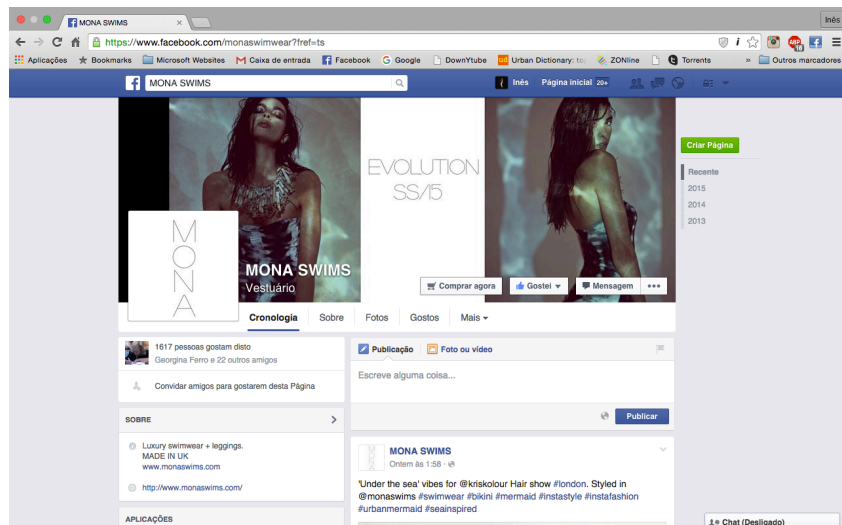 MONA SWIMS
Inês
https://www.facebook.com/monaswimwear?fref=ts
Aplicações
Bookmarks
Microsoft Websites
Caixa de entrada
Facebook
Google
DownYtube
Urban Dictionary: to
ZONline
Torrents
»
Outros marcadores
MONA SWIMS
Inês
Página inicial 20+
EVOLUTION
SS/15
MONA
MONA SWIMS
Vestuário
Comprar agora
Gostei
Mensagem
Criar Página
Recente
2015
2014
2013
Cronologia
Sobre
Fotos
Gostos
Mais
1617 pessoas gostam disto
Georgina Ferro e 22 outros amigos
Convidar amigos para gostarem desta Página
SOBRE
Luxury swimwear + leggings.
MADE IN UK
www.monaswims.com
http://www.monaswims.com/
APLICAÇÕES
Publicação
Foto ou vídeo
Escreve alguma coisa...
Publicar
MONA SWIMS
Ontem às 1:58
'Under the sea' vibes for @kriskolour Hair show #london. Styled in
@monaswims #swimwear #bikini #mermaid #instastyle #instafashion
#urbanmermaid #seainspired
Chat (Desligado)